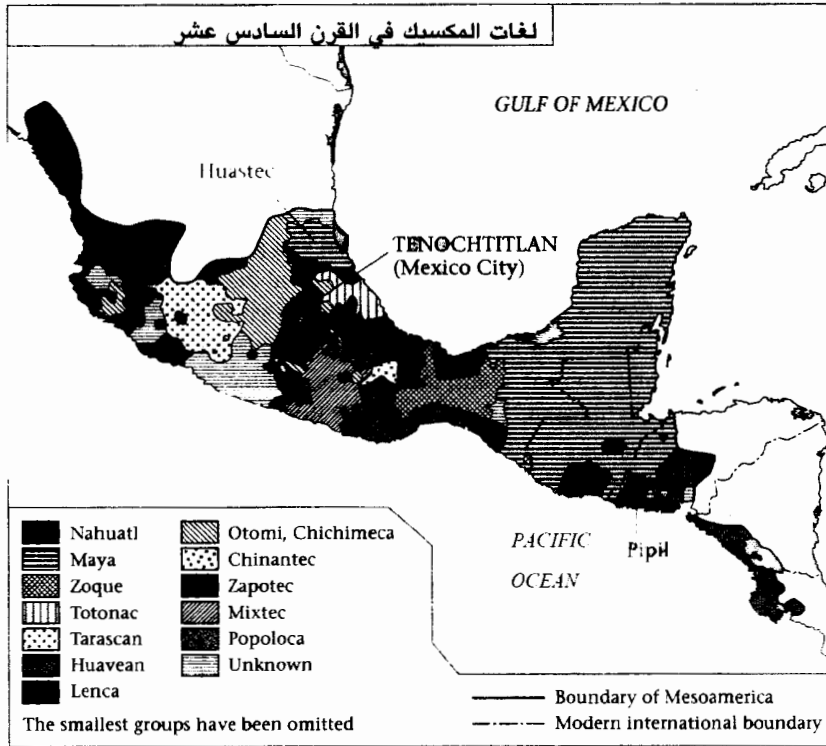 لغات المكسيك في القرن السادس عشر
GULF OF MEXICO
Huastec
TENOCHTITLAN
(Mexico City)
PACIFIC
OCEAN
Pipil
Nahuatl
Maya
Zoque
Totonac
Tarascan
Huavean
Lenca
Otomi, Chichimeca
Chinantec
Zapotec
Mixtec
Popoloca
Unknown
The smallest groups have been omitted
Boundary of Mesoamerica
Modern international boundary